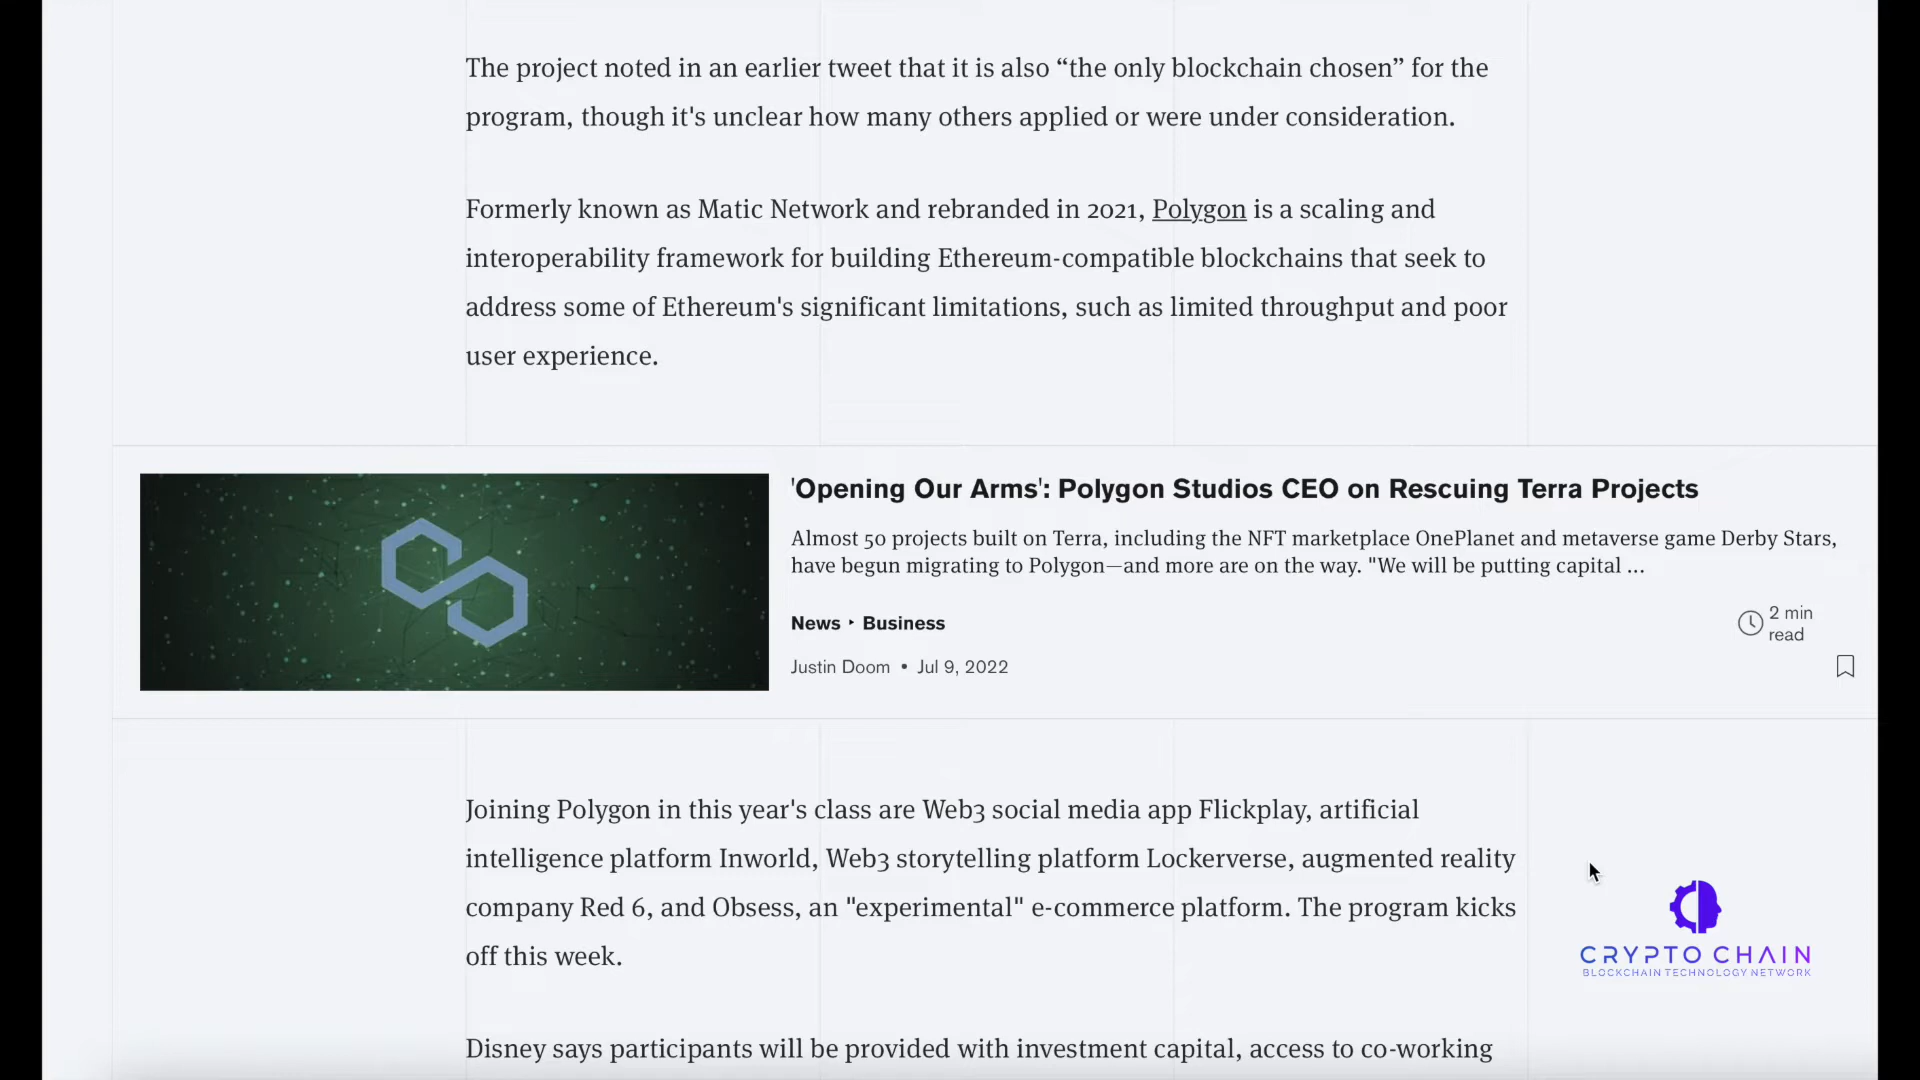 The project noted in an earlier tweet that it is also “the only blockchain chosen” for the
program, though it's unclear how many others applied or were under consideration.
Formerly known as Matic Network and rebranded in 2021, Polygon is a scaling and
interoperability framework for building Ethereum-compatible blockchains that seek to
address some of Ethereum's significant limitations, such as limited throughput and poor
user experience.
'Opening Our Arms': Polygon Studios CEO on Rescuing Terra Projects
Almost 50 projects built on Terra, including the NFT marketplace OnePlanet and metaverse game Derby Stars,
have begun migrating to Polygon—and more are on the way. "We will be putting capital ...
News ‣ Business
2 min
read
Justin Doom • Jul 9, 2022
Joining Polygon in this year's class are Web3 social media app Flickplay, artificial
intelligence platform Inworld, Web3 storytelling platform Lockerverse, augmented reality
company Red 6, and Obsess, an "experimental" e-commerce platform. The program kicks
off this week.
CRYPTO CHAIN
BLOCKCHAIN TECHNOLOGY NETWORK
Disney says participants will be provided with investment capital, access to co-working